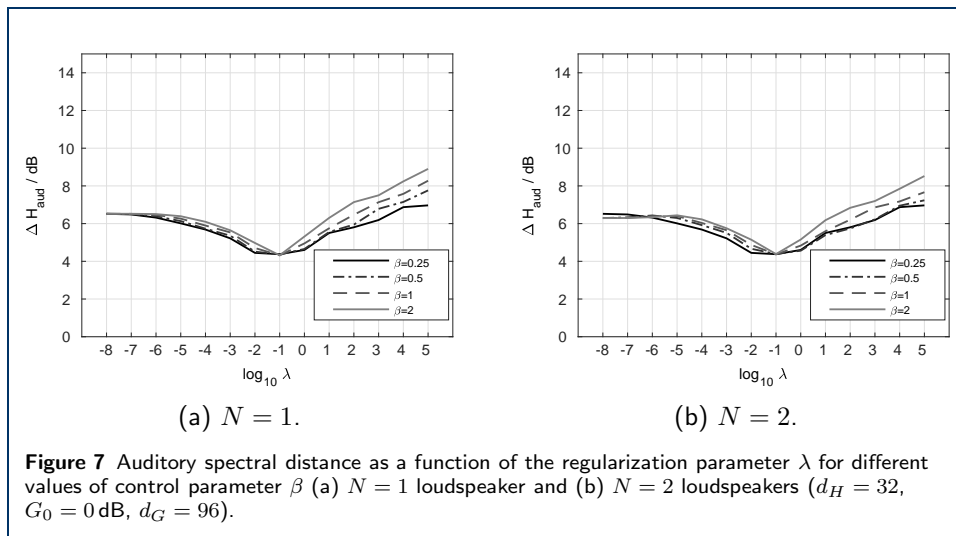 14
12
10
8
6
4
2
0
Δ H_aud / dB
-8 -7 -6 -5 -4 -3 -2 -1 0 1 2 3 4 5
log₁₀ λ
β=0.25
β=0.5
β=1
β=2
(a) N = 1.
14
12
10
8
6
4
2
0
Δ H_aud / dB
-8 -7 -6 -5 -4 -3 -2 -1 0 1 2 3 4 5
log₁₀ λ
β=0.25
β=0.5
β=1
β=2
(b) N = 2.
Figure 7 Auditory spectral distance as a function of the regularization parameter λ for different
values of control parameter β (a) N = 1 loudspeaker and (b) N = 2 loudspeakers (d_H = 32,
G_0 = 0 dB, d_G = 96).